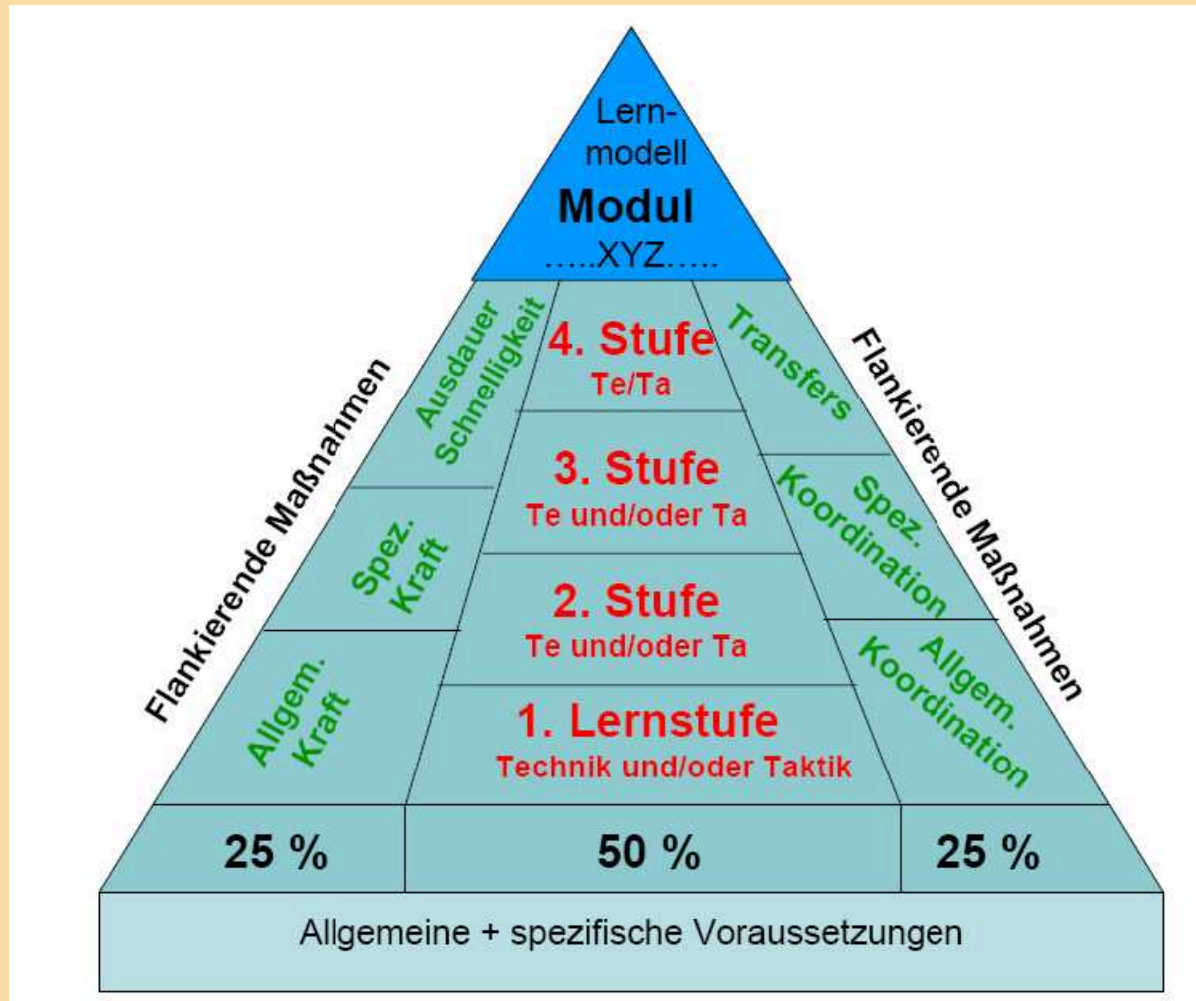 Lern-
modell
Modul
…..XYZ…..
Flankierende Maßnahmen
Ausdauer
Schnelligkeit
4. Stufe
Te/Ta
Transfers
Flankierende Maßnahmen
Spez.
Kraft
3. Stufe
Te und/oder Ta
Spez.
Koordination
2. Stufe
Te und/oder Ta
Allgem.
Kraft
1. Lernstufe
Technik und/oder Taktik
Allgem.
Koordination
25 %
50 %
25 %
Allgemeine + spezifische Voraussetzungen